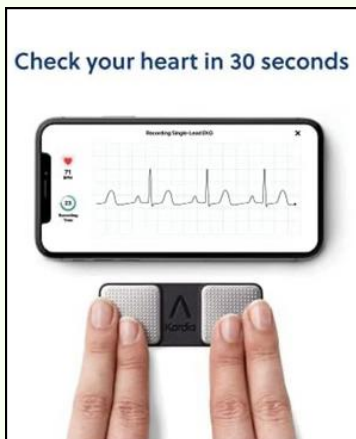 Check your heart in 30 seconds
Recording Single-Lead EKG
×
71
BPM
23
Recording
Time
Kardia